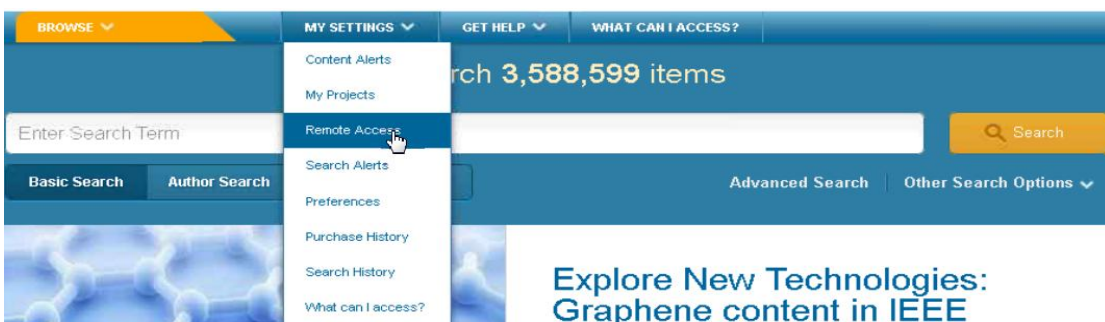 BROWSE MY SETTINGS GET HELP WHAT CAN I ACCESS?
Content Alerts
rch 3,588,599 items
My Projects
Enter Search Term
Remote Access
Search
Search Alerts
Basic Search Author Search
Advanced Search Other Search Options
Preferences
Purchase History
Search History
What can I access?
Explore New Technologies:
Graphene content in IEEE